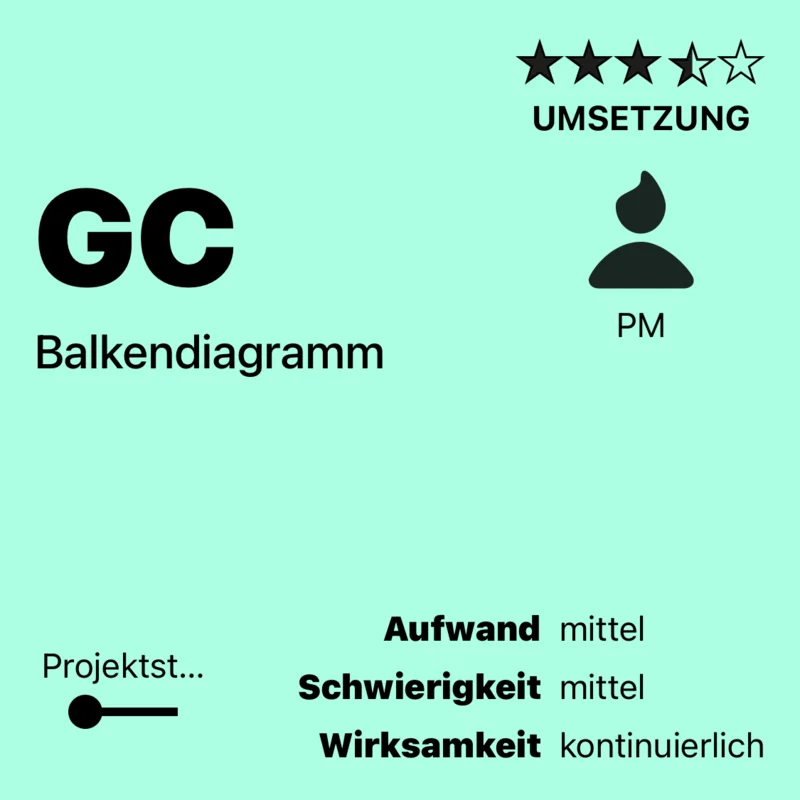 UMSETZUNG
GC
Balkendiagramm
PM
Projektst...
Aufwand mittel
Schwierigkeit mittel
Wirksamkeit kontinuierlich